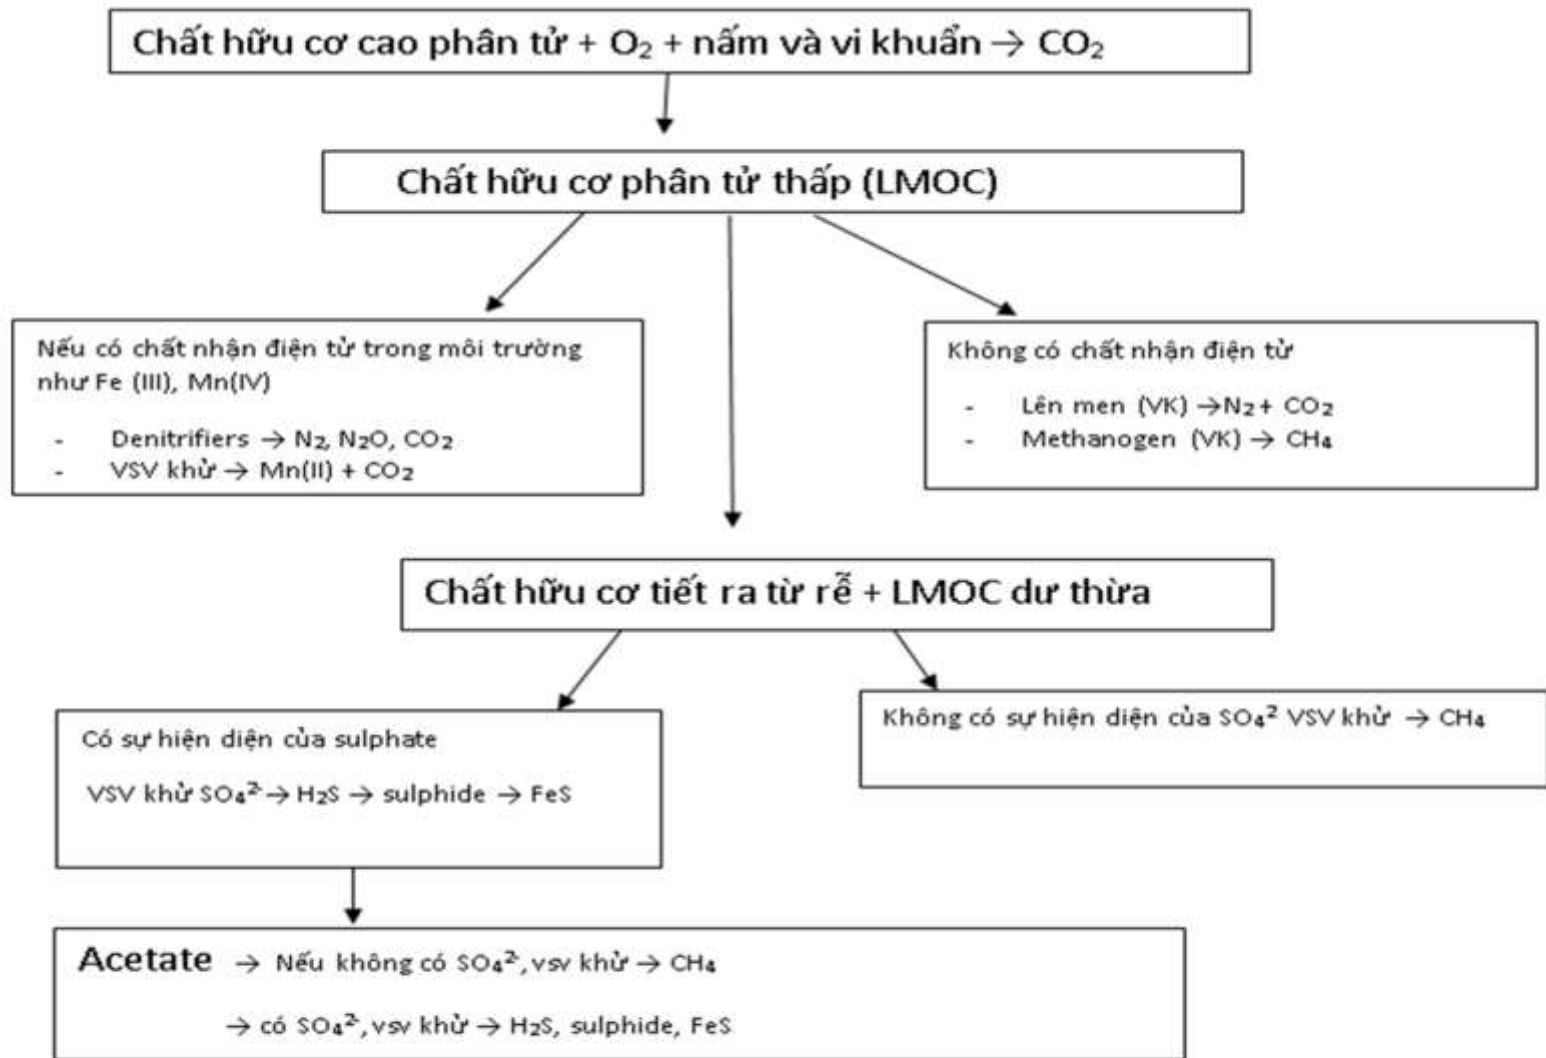 Chất hữu cơ cao phân tử + O₂ + nấm và vi khuẩn → CO₂
Chất hữu cơ phân tử thấp (LMOC)
Nếu có chất nhận điện tử trong môi trường
như Fe (III), Mn(IV)
- Denitrifiers → N₂, N₂O, CO₂
- VSV khử → Mn(II) + CO₂
Không có chất nhận điện tử
- Lên men (VK) →N₂ + CO₂
- Methanogen (VK) → CH₄
Chất hữu cơ tiết ra từ rễ + LMOC dư thừa
Có sự hiện diện của sulphate
VSV khử SO₄²⁻→ H₂S → sulphide → FeS
Không có sự hiện diện của SO₄² VSV khử → CH₄
Acetate → Nếu không có SO₄²⁻, vsv khử → CH₄
→ có SO₄²⁻, vsv khử → H₂S, sulphide, FeS